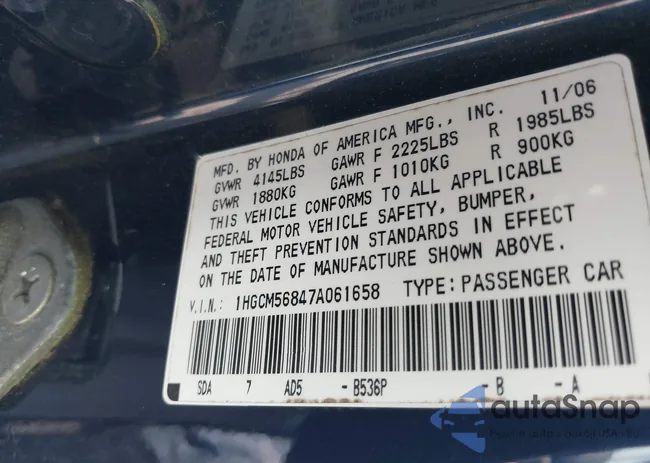 MFD. BY HONDA OF AMERICA MFG., INC. 11/06
GVWR 4145LBS GAWR F 2225LBS R 1985LBS
GVWR 1880KG GAWR F 1010KG R 900KG
THIS VEHICLE CONFORMS TO ALL APPLICABLE
FEDERAL MOTOR VEHICLE SAFETY, BUMPER,
AND THEFT PREVENTION STANDARDS IN EFFECT
ON THE DATE OF MANUFACTURE SHOWN ABOVE.
V.I.N.: 1HGCM56847A061658 TYPE:PASSENGER CAR
SDA 7 AD5 -B536P -B -A
autoSnap